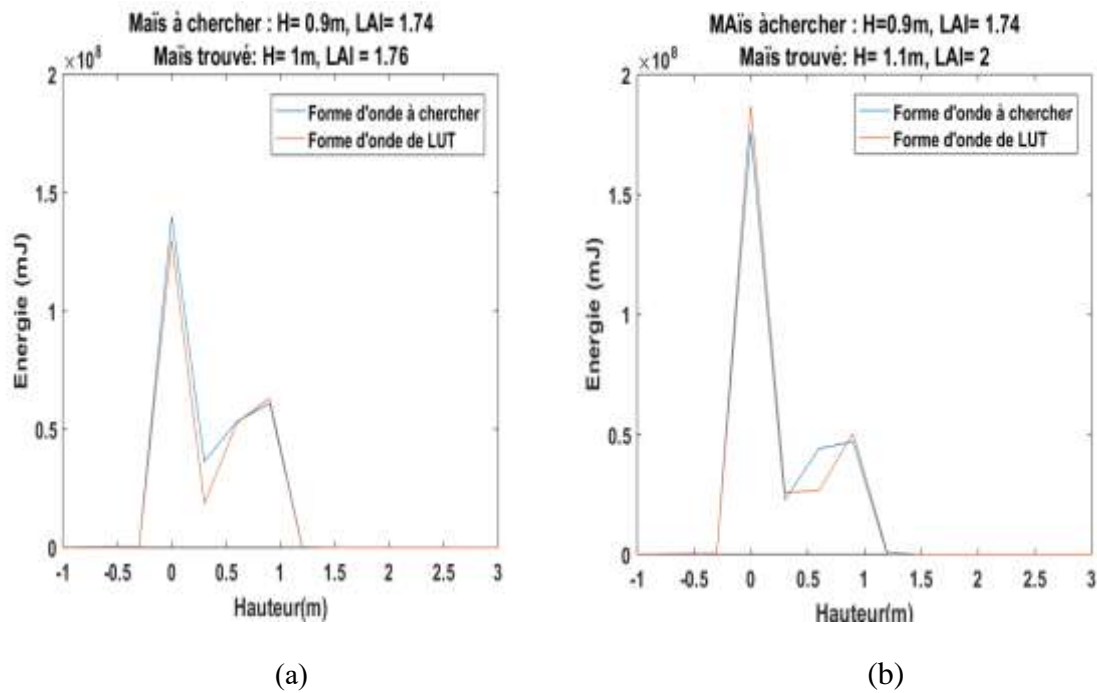 Maïs à chercher : H= 0.9m, LAI= 1.74
Maïs trouvé: H= 1m, LAI = 1.76
×10⁸
2
1.5
1
0.5
0
Energie (mJ)
Forme d'onde à chercher
Forme d'onde de LUT
-1 -0.5 0 0.5 1 1.5 2 2.5 3
Hauteur(m)
(a)
MAïs àchercher : H=0.9m, LAI= 1.74
Maïs trouvé: H= 1.1m, LAI= 2
×10⁸
2
1.5
1
0.5
0
Energie (mJ)
Forme d'onde à chercher
Forme d'onde de LUT
-1 -0.5 0 0.5 1 1.5 2 2.5 3
Hauteur(m)
(b)